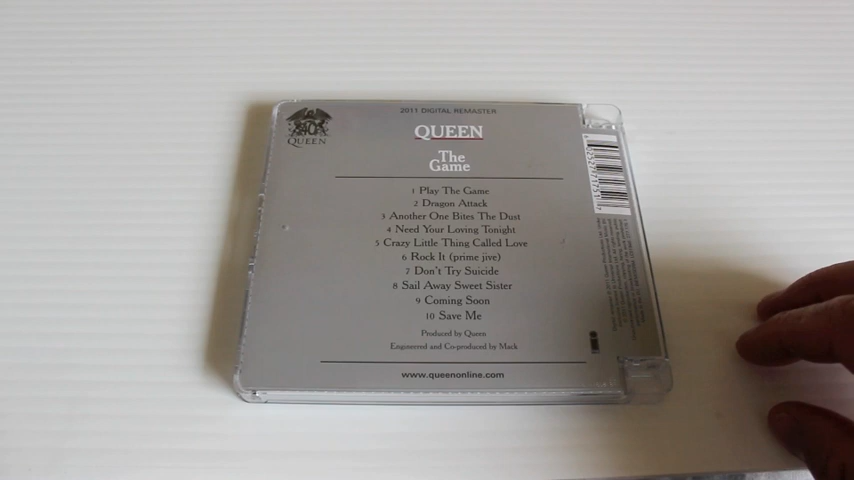 2011 DIGITAL REMASTER
QUEEN
QUEEN
The
Game
1 Play The Game
2 Dragon Attack
3 Another One Bites The Dust
4 Need Your Loving Tonight
5 Crazy Little Thing Called Love
6 Rock It (prime jive)
7 Don't Try Suicide
8 Sail Away Sweet Sister
9 Coming Soon
10 Save Me
Produced by Queen
Engineered and Co-produced by Mack
www.queenonline.com